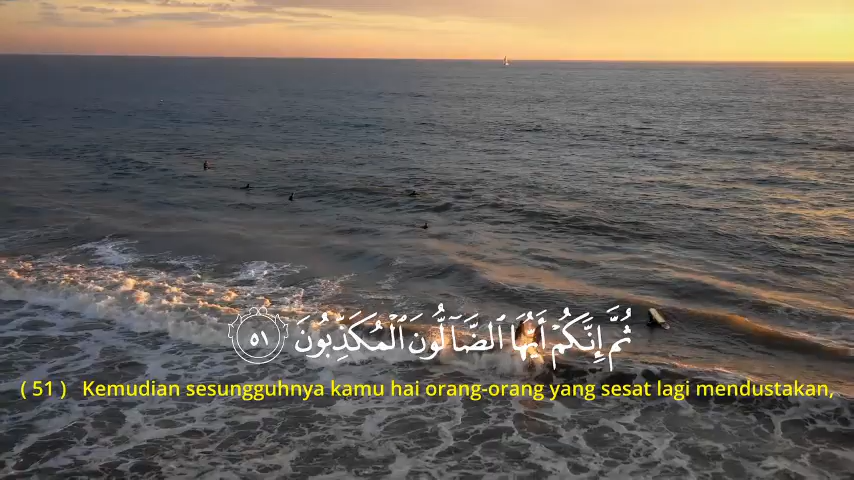 ثُمَّ إِنَّكُمْ أَيُّهَا ٱلضَّآلُّونَ ٱلْمُكَذِّبُونَ ٥١
( 51 ) Kemudian sesungguhnya kamu hai orang-orang yang sesat lagi mendustakan,